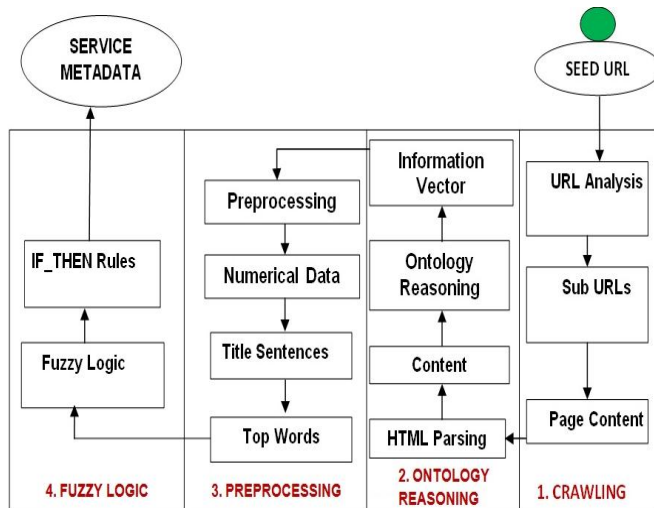 SERVICE
METADATA
SEED URL
Information
Vector
URL Analysis
Preprocessing
IF_THEN Rules
Numerical Data
Ontology
Reasoning
Sub URLs
Fuzzy Logic
Title Sentences
Content
Top Words
HTML Parsing
Page Content
4. FUZZY LOGIC
3. PREPROCESSING
2. ONTOLOGY
REASONING
1. CRAWLING